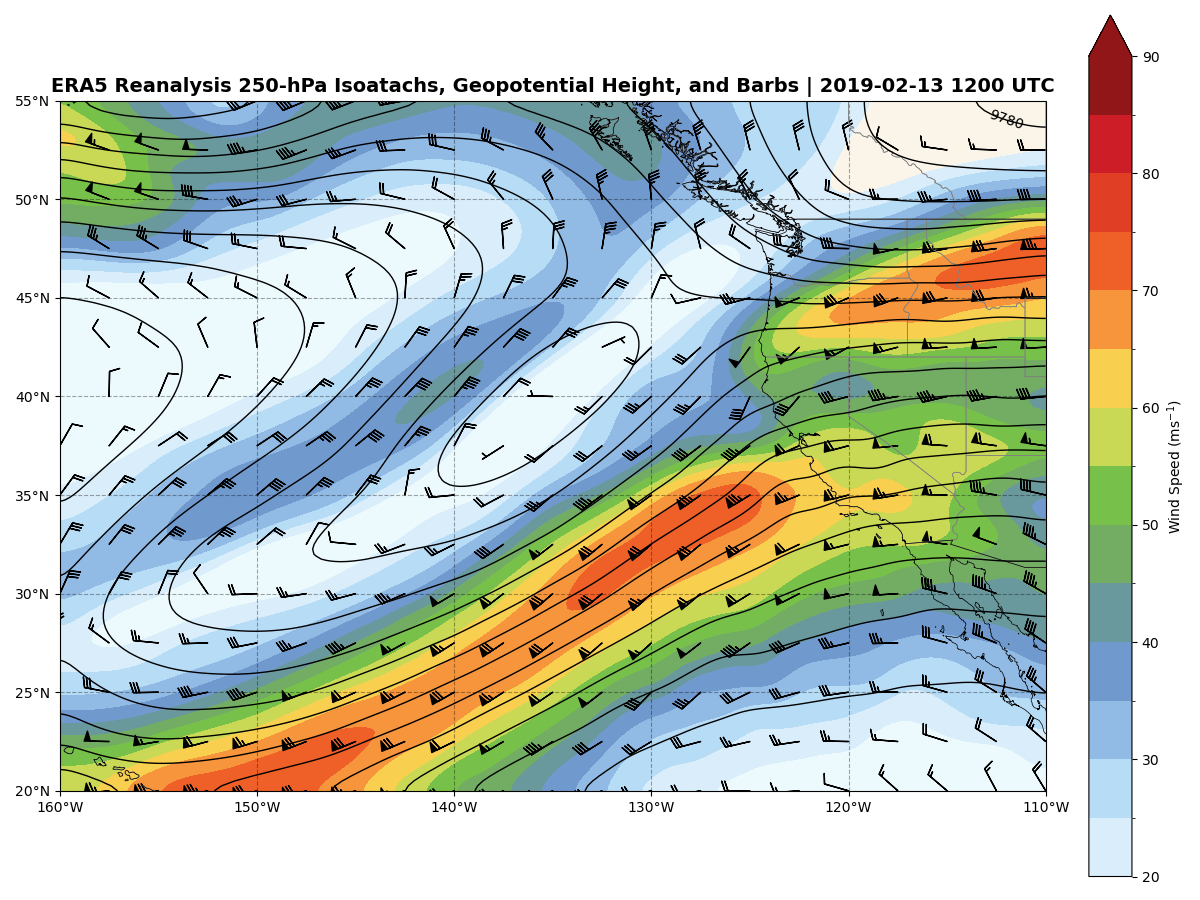 ERA5 Reanalysis 250-hPa Isoatachs, Geopotential Height, and Barbs | 2019-02-13 1200 UTC
55°N
50°N
45°N
40°N
35°N
30°N
25°N
20°N
160°W
150°W
140°W
130°W
120°W
110°W
9780
90
80
70
60
50
40
30
20
Wind Speed (ms⁻¹)